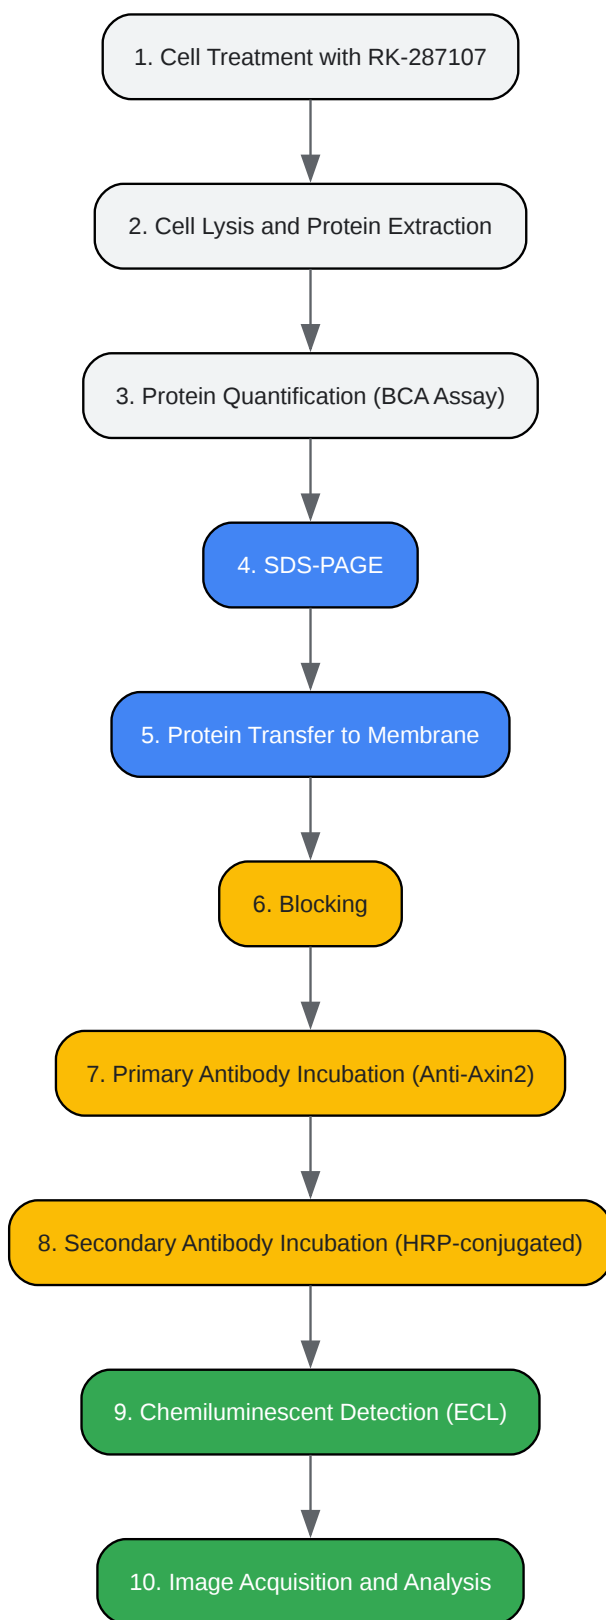 1. Cell Treatment with RK-287107
2. Cell Lysis and Protein Extraction
3. Protein Quantification (BCA Assay)
4. SDS-PAGE
5. Protein Transfer to Membrane
6. Blocking
7. Primary Antibody Incubation (Anti-Axin2)
8. Secondary Antibody Incubation (HRP-conjugated)
9. Chemiluminescent Detection (ECL)
10. Image Acquisition and Analysis